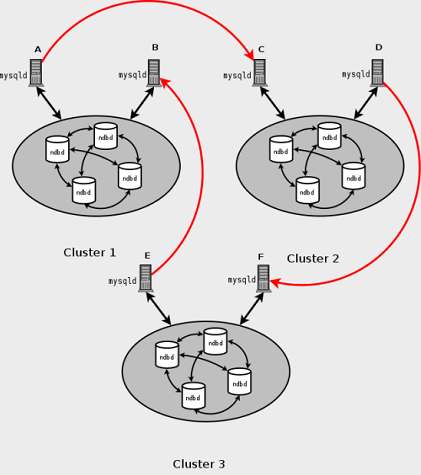 A
B
C
D
mysqld
mysqld
mysqld
mysqld
ndbd
ndbd
ndbd
ndbd
ndbd
ndbd
ndbd
ndbd
Cluster 1
Cluster 2
E
F
mysqld
mysqld
ndbd
ndbd
ndbd
ndbd
Cluster 3